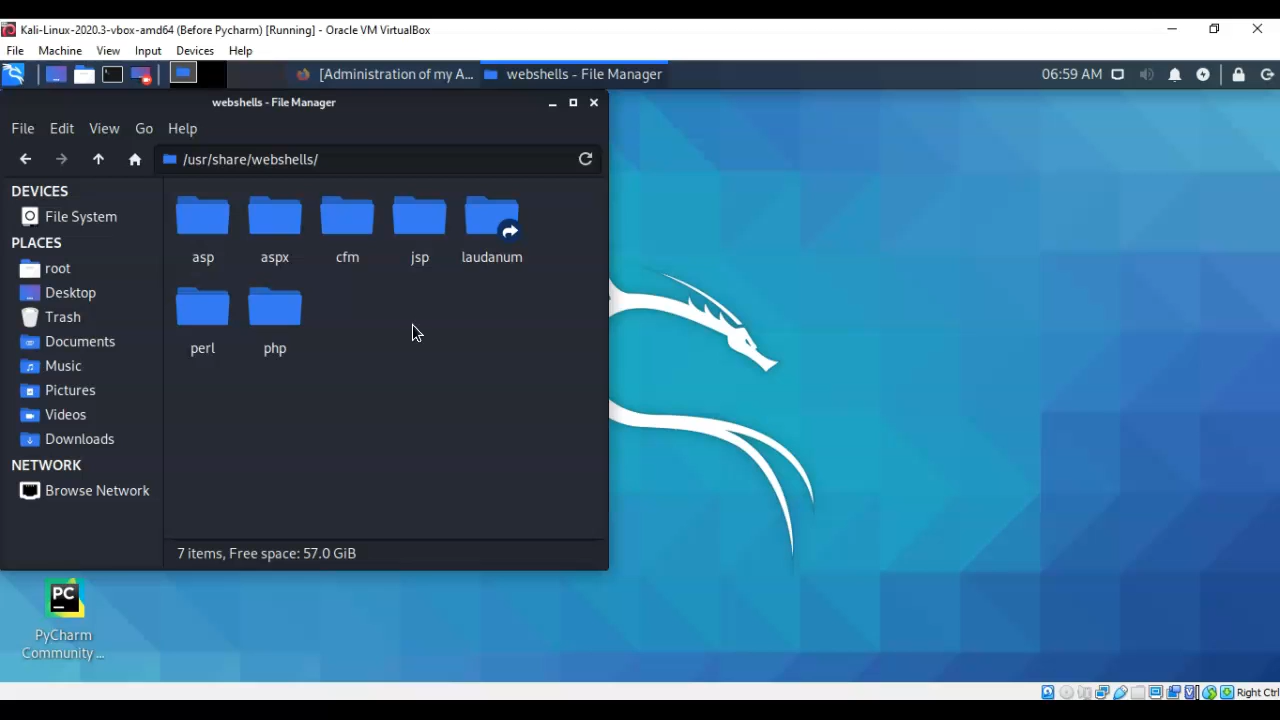 Kali-Linux-2020.3-vbox-amd64 (Before Pycharm) [Running] - Oracle VM VirtualBox
File Machine View Input Devices Help
[Administration of my A... webshells - File Manager 06:59 AM
webshells - File Manager
File Edit View Go Help
/usr/share/webshells/
DEVICES
File System
PLACES
root
Desktop
Trash
Documents
Music
Pictures
Videos
Downloads
NETWORK
Browse Network
asp aspx cfm jsp laudanum
perl php
7 items, Free space: 57.0 GiB
PC
PyCharm
Community ...
Right Ctrl